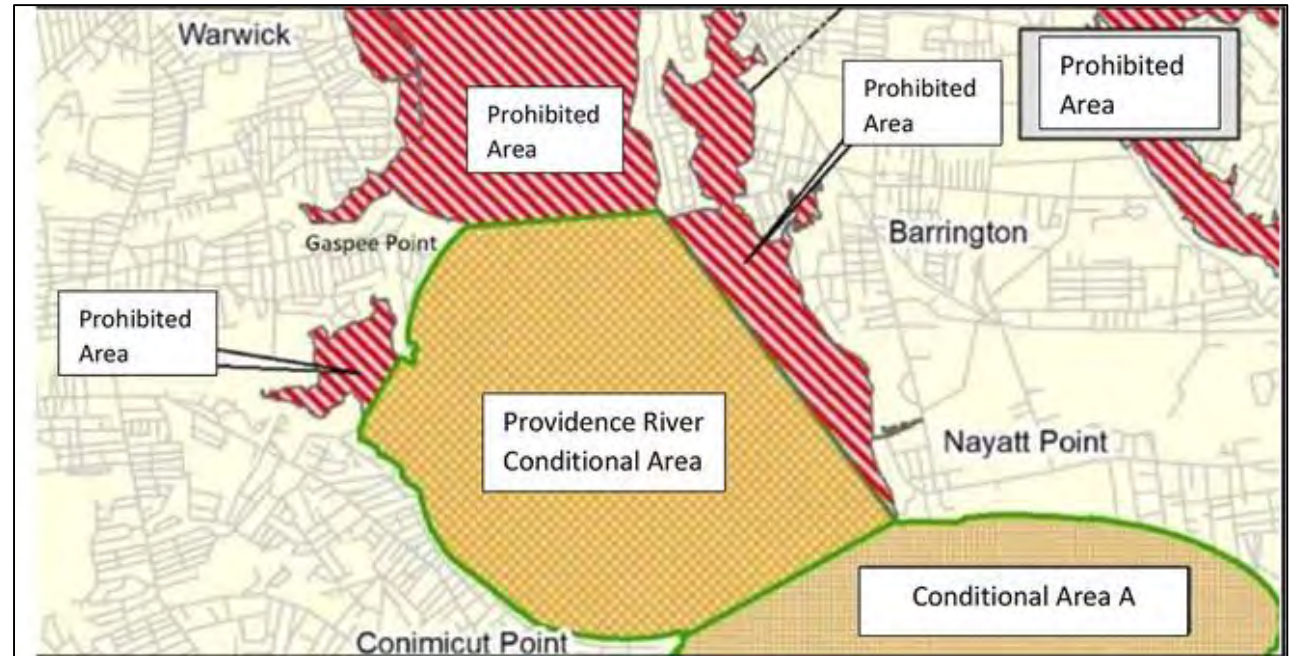 Warwick
Prohibited
Area
Prohibited
Area
Prohibited
Area
Gaspee Point
Barrington
Prohibited
Area
Providence River
Conditional Area
Nayatt Point
Conditional Area A
Conimicut Point